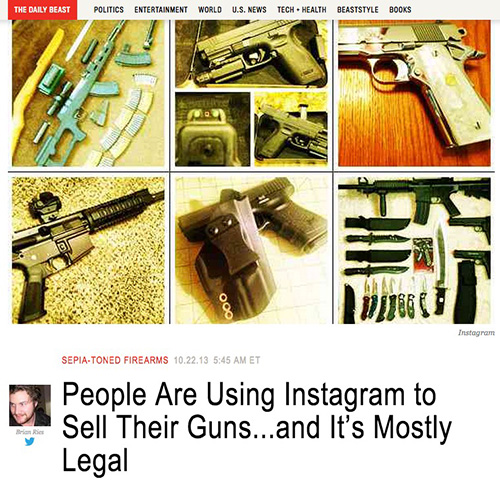 THE DAILY BEAST POLITICS ENTERTAINMENT WORLD U.S. NEWS TECH + HEALTH BEASTSTYLE BOOKS
Instagram
SEPIA-TONED FIREARMS 10.22.13 5:45 AM ET
Brian Ries
People Are Using Instagram to
Sell Their Guns...and It's Mostly
Legal